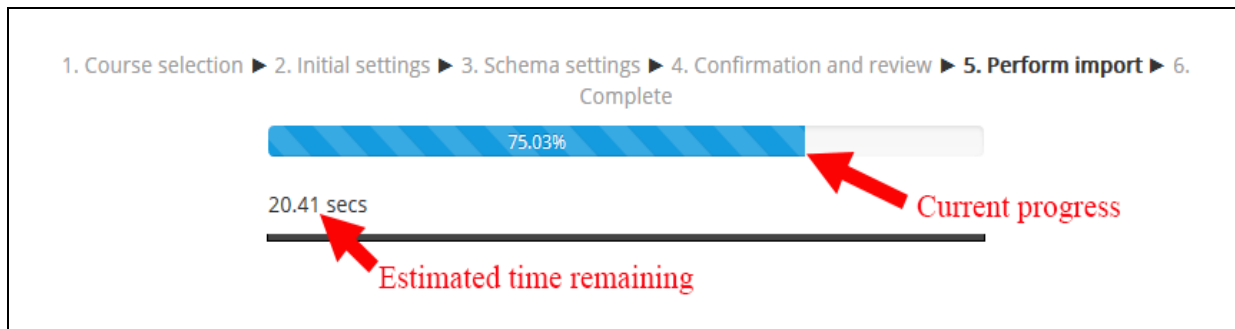 1. Course selection ► 2. Initial settings ► 3. Schema settings ► 4. Confirmation and review ► 5. Perform import ► 6.
Complete
75.03%
20.41 secs
Current progress
Estimated time remaining